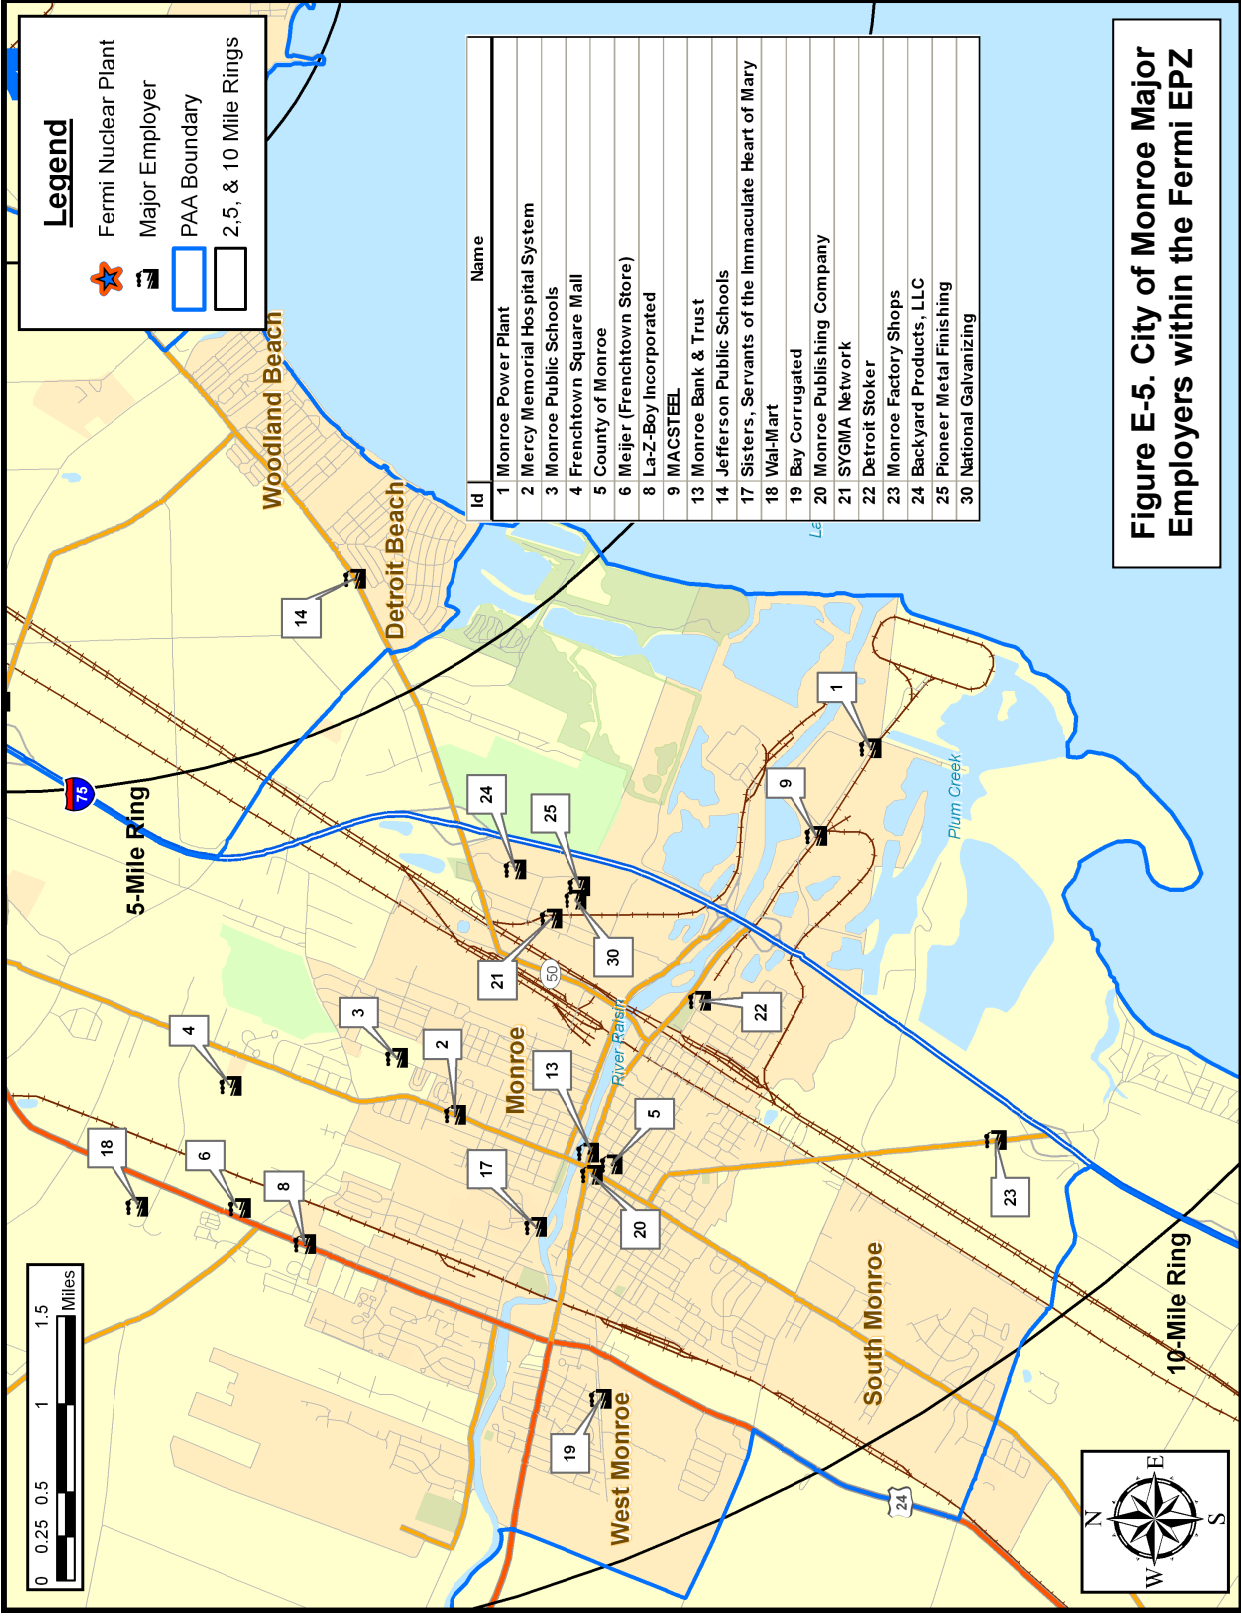 Legend
Fermi Nuclear Plant
Major Employer
PAA Boundary
2,5, & 10 Mile Rings
0 0.25 0.5 1 1.5
Miles
Id Name
1 Monroe Power Plant
2 Mercy Memorial Hospital System
3 Monroe Public Schools
4 Frenchtown Square Mall
5 County of Monroe
6 Meijer (Frenchtown Store)
8 La-Z-Boy Incorporated
9 MACSTEEL
13 Monroe Bank & Trust
14 Jefferson Public Schools
17 Sisters, Servants of the Immaculate Heart of Mary
18 Wal-Mart
19 Bay Corrugated
20 Monroe Publishing Company
21 SYGMA Network
22 Detroit Stoker
23 Monroe Factory Shops
24 Backyard Products, LLC
25 Pioneer Metal Finishing
30 National Galvanizing
Woodland Beach
Detroit Beach
14
75
5-Mile Ring
18
4
6
8
3
2
24
25
21
50
30
Monroe
17
13
River Raisin
5
20
22
9
1
Plum Creek
La
19
West Monroe
South Monroe
23
24
10-Mile Ring
N
W E
S
Figure E-5. City of Monroe Major
Employers within the Fermi EPZ